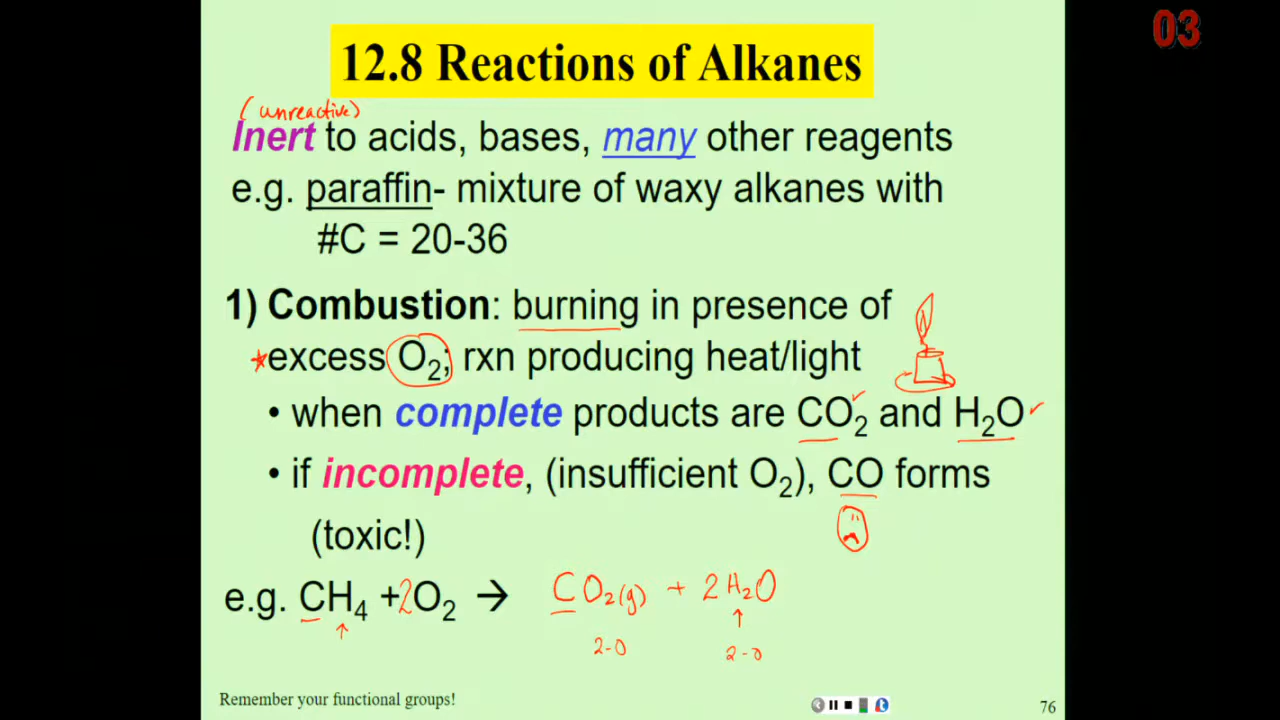 03
12.8 Reactions of Alkanes
(unreactive)
Inert to acids, bases, many other reagents
e.g. paraffin- mixture of waxy alkanes with
#C = 20-36
1) Combustion: burning in presence of
*excess O₂; rxn producing heat/light
• when complete products are CO₂ and H₂O
• if incomplete, (insufficient O₂), CO forms
(toxic!)
e.g. CH₄ +2O₂ → CO₂(g) + 2H₂O
2-O 2-O
Remember your functional groups!
76